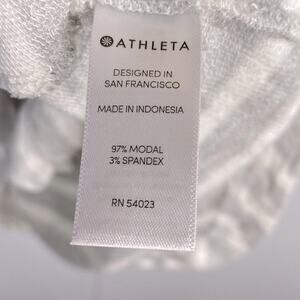 ATHLETA
DESIGNED IN
SAN FRANCISCO
MADE IN INDONESIA
97% MODAL
3% SPANDEX
RN 54023